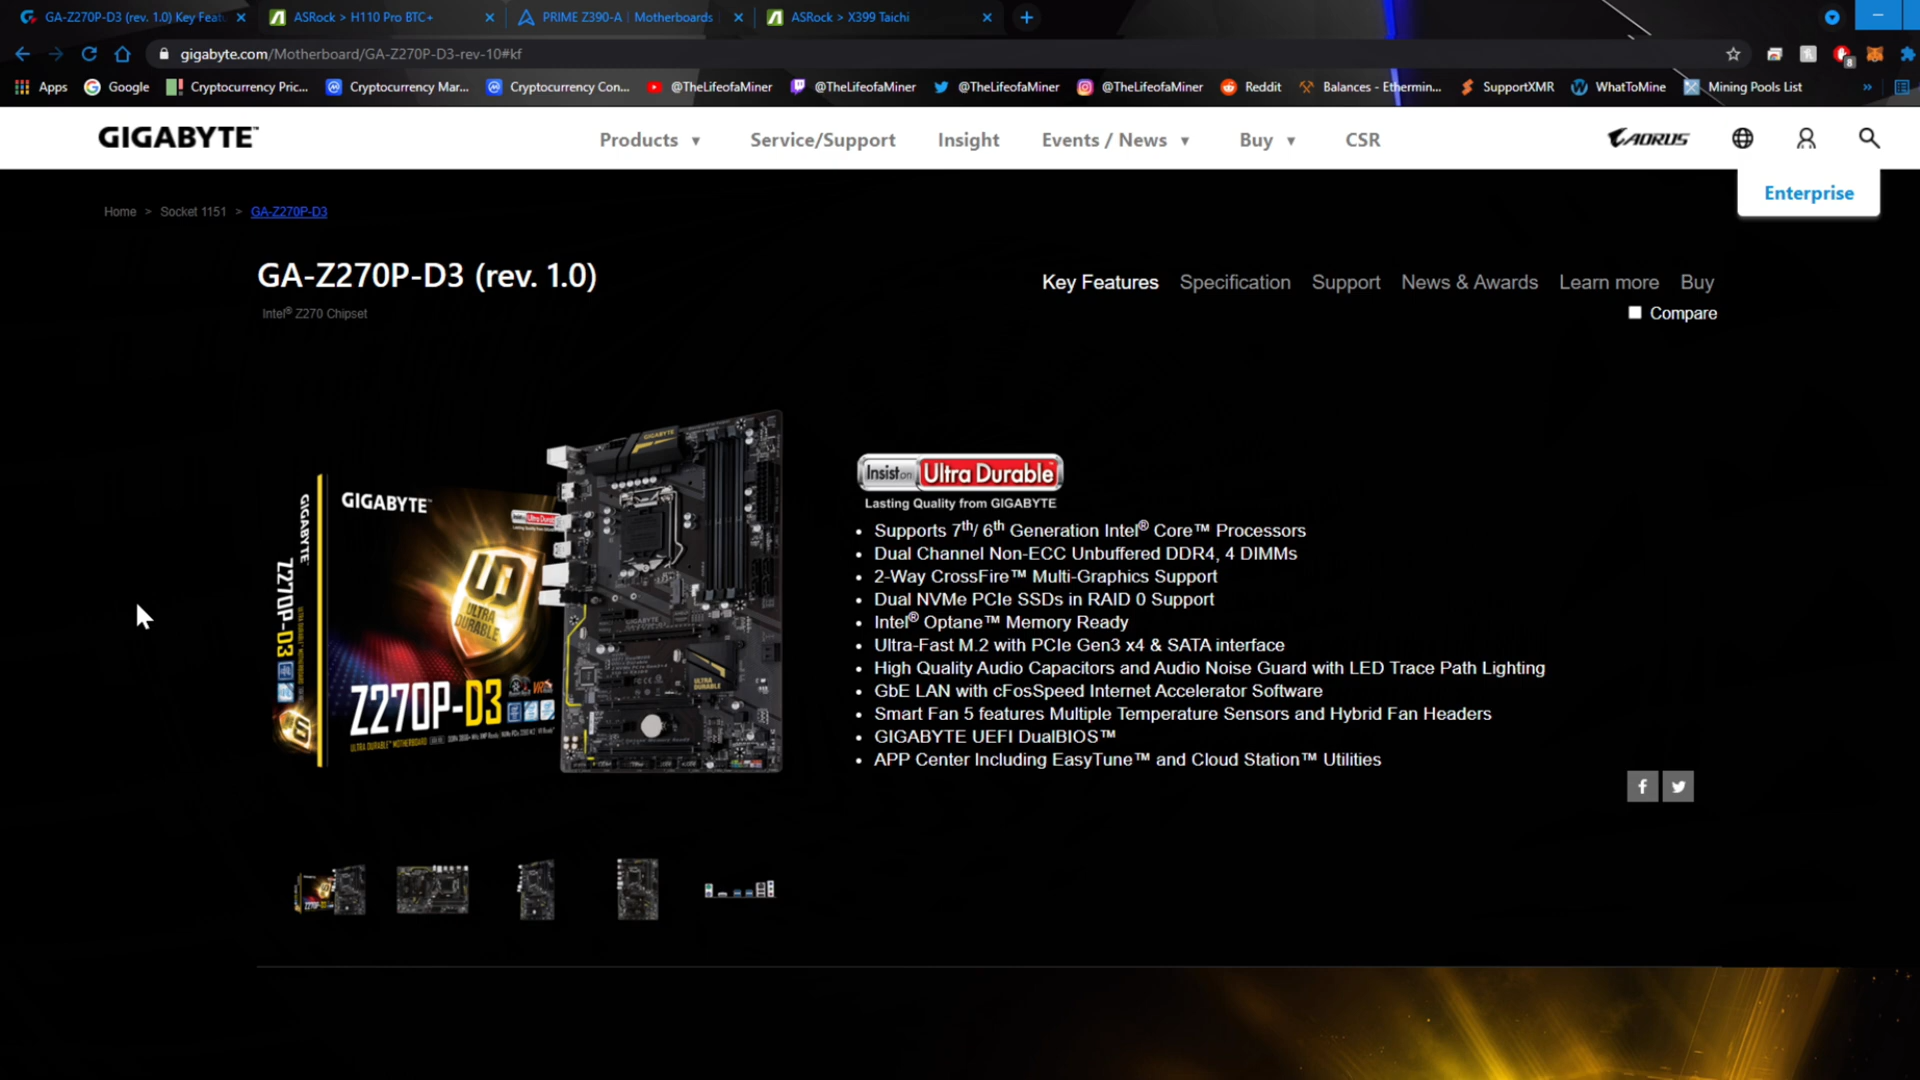 GA-Z270P-D3 (rev. 1.0) Key Feat
ASRock > H110 Pro BTC+
PRIME Z390-A | Motherboards
ASRock > X399 Taichi
gigabyte.com/Motherboard/GA-Z270P-D3-rev-10#kf
8
Apps
Google
Cryptocurrency Pric...
Cryptocurrency Mar...
Cryptocurrency Con...
@TheLifeofaMiner
@TheLifeofaMiner
@TheLifeofaMiner
@TheLifeofaMiner
Reddit
Balances - Ethermin...
SupportXMR
WhatToMine
Mining Pools List
»
GIGABYTE™
Products ▾
Service/Support
Insight
Events / News ▾
Buy ▾
CSR
AORUS
Enterprise
Home > Socket 1151 > GA-Z270P-D3
GA-Z270P-D3 (rev. 1.0)
Intel® Z270 Chipset
Key Features
Specification
Support
News & Awards
Learn more
Buy
Compare
GIGABYTE
Z270P-D3
GIGABYTE™
ULTRA
DURABLE
Z270P-D3
GIGABYTE
ULTRA
DURABLE
Insist on Ultra Durable™
Lasting Quality from GIGABYTE
• Supports 7th/ 6th Generation Intel® Core™ Processors
• Dual Channel Non-ECC Unbuffered DDR4, 4 DIMMs
• 2-Way CrossFire™ Multi-Graphics Support
• Dual NVMe PCIe SSDs in RAID 0 Support
• Intel® Optane™ Memory Ready
• Ultra-Fast M.2 with PCIe Gen3 x4 & SATA interface
• High Quality Audio Capacitors and Audio Noise Guard with LED Trace Path Lighting
• GbE LAN with cFosSpeed Internet Accelerator Software
• Smart Fan 5 features Multiple Temperature Sensors and Hybrid Fan Headers
• GIGABYTE UEFI DualBIOS™
• APP Center Including EasyTune™ and Cloud Station™ Utilities